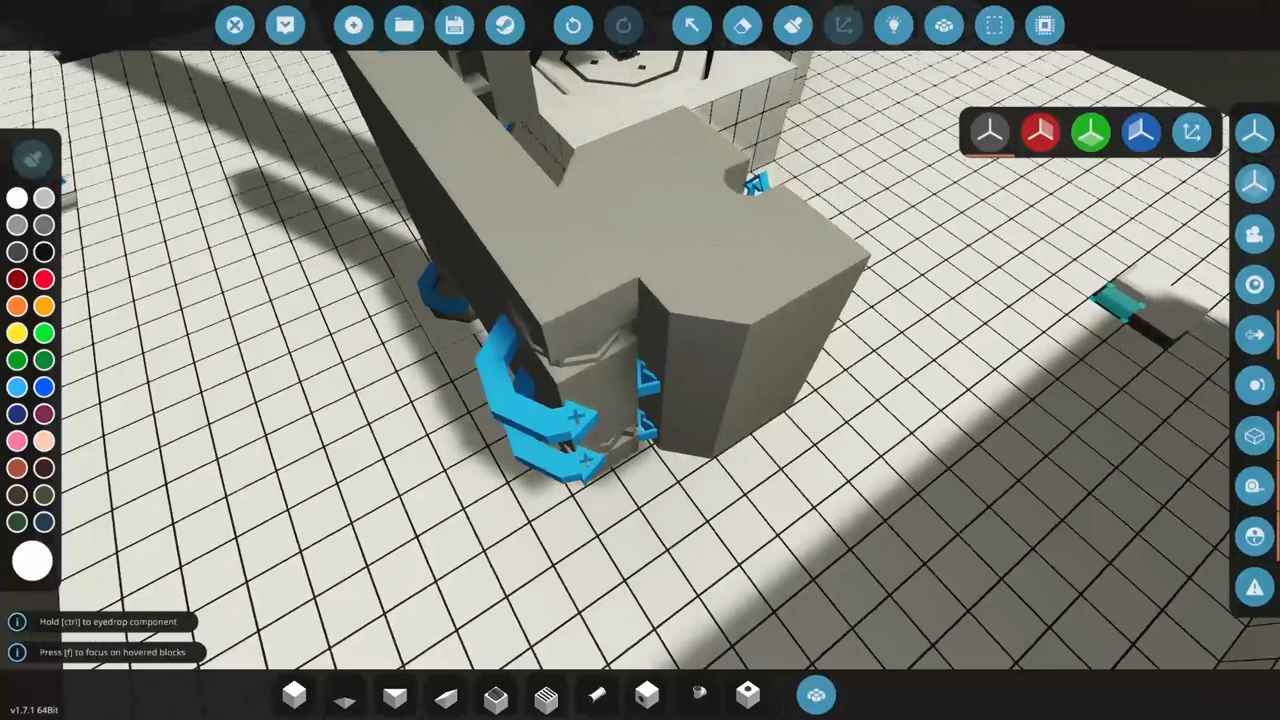 Hold [ctrl] to eyedrop component
Press [f] to focus on hovered blocks
v1.7.1 64Bit